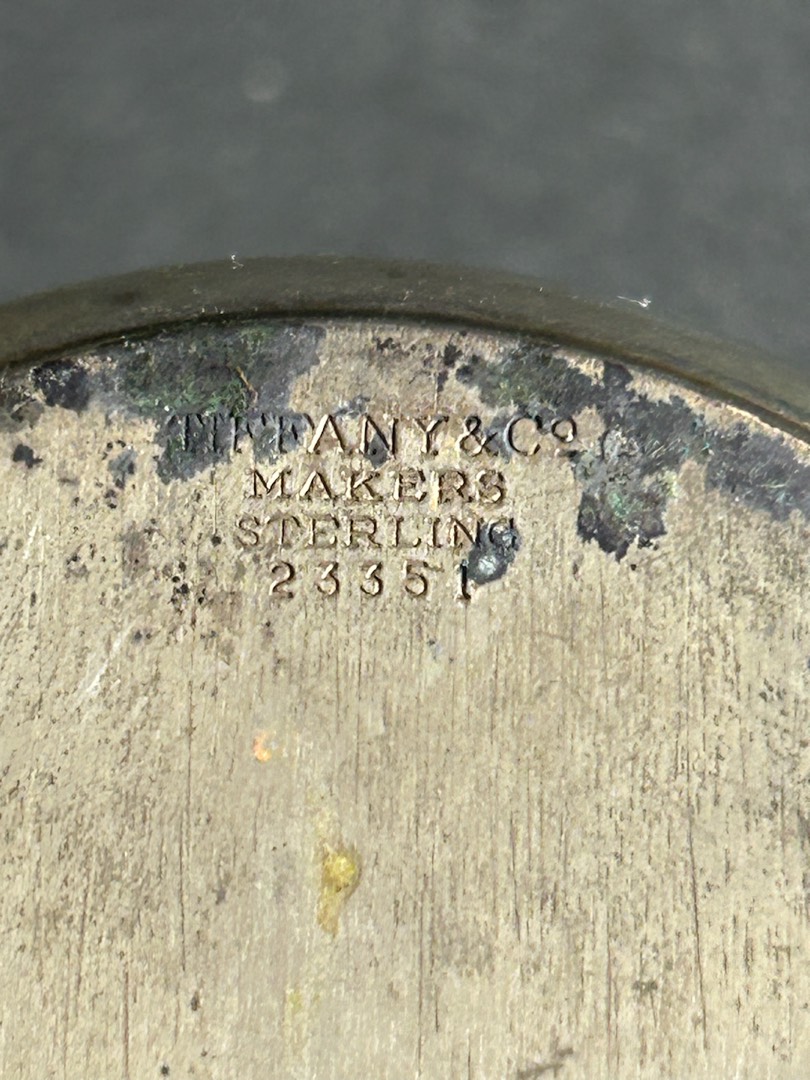 TIFFANY & Co
MAKERS
STERLING
23351